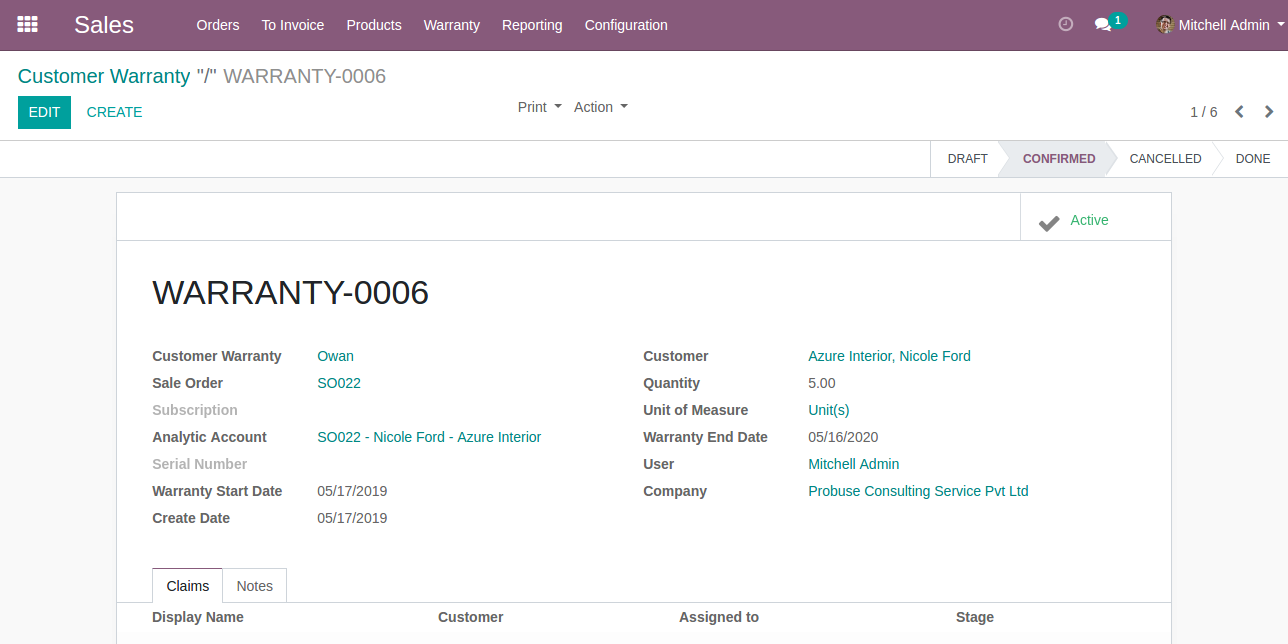 Sales Orders To Invoice Products Warranty Reporting Configuration 1 Mitchell Admin
Customer Warranty "/" WARRANTY-0006
EDIT CREATE Print Action 1 / 6
DRAFT CONFIRMED CANCELLED DONE
Active
WARRANTY-0006
Customer Warranty Owan Customer Azure Interior, Nicole Ford
Sale Order SO022 Quantity 5.00
Subscription Unit of Measure Unit(s)
Analytic Account SO022 - Nicole Ford - Azure Interior Warranty End Date 05/16/2020
Serial Number User Mitchell Admin
Warranty Start Date 05/17/2019 Company Probuse Consulting Service Pvt Ltd
Create Date 05/17/2019
Claims Notes
Display Name Customer Assigned to Stage